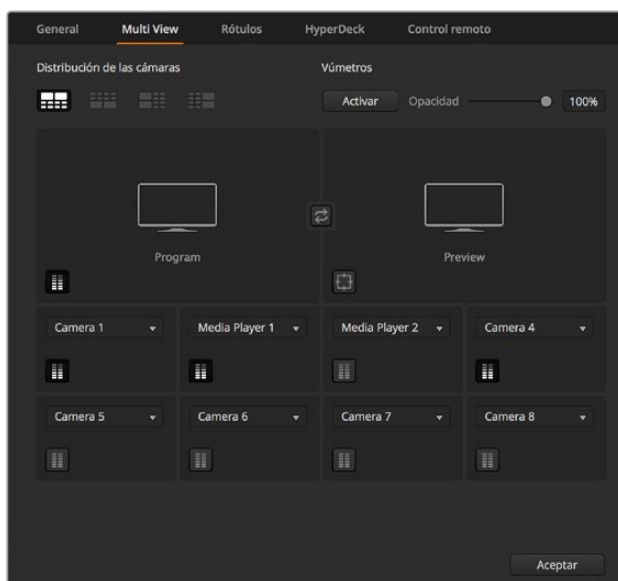 General Multi View Rótulos HyperDeck Control remoto
Distribución de las cámaras Vúmetros
Activar Opacidad 100%
Program Preview
Camera 1 Media Player 1 Media Player 2 Camera 4
Camera 5 Camera 6 Camera 7 Camera 8
Aceptar